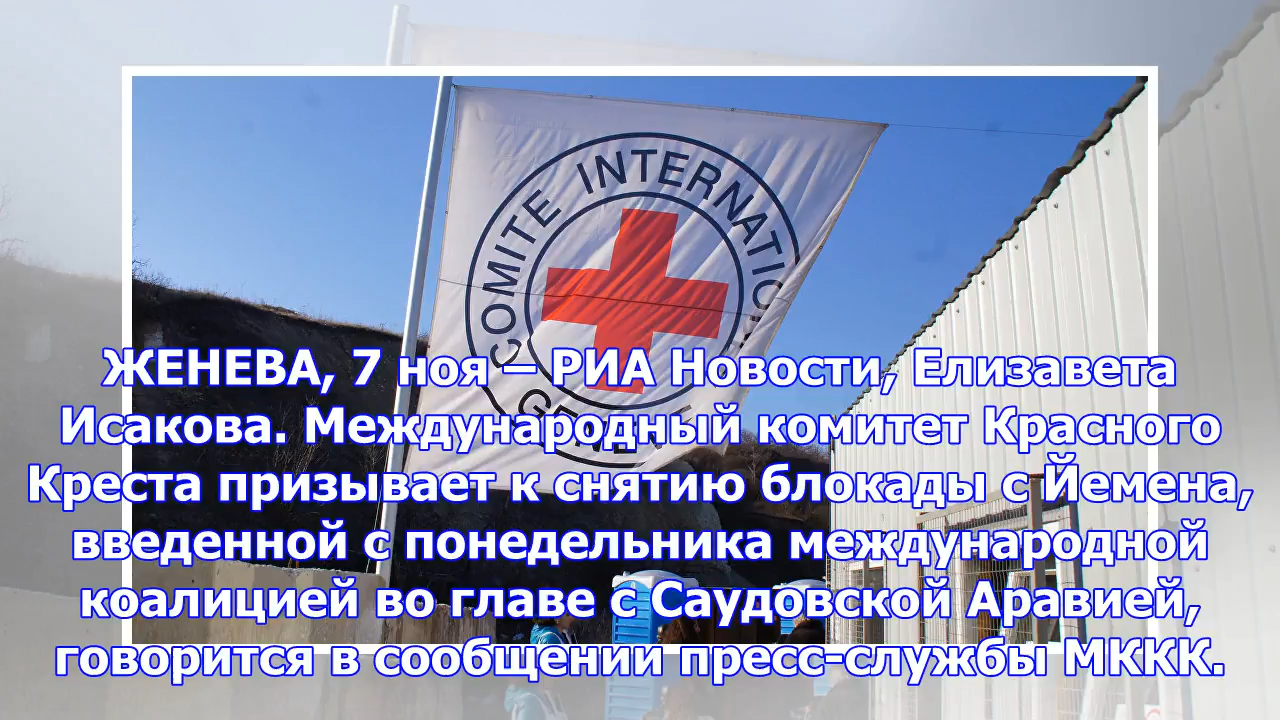 COMITE INTERNATIO
GENEVE
ЖЕНЕВА, 7 ноя – РИА Новости, Елизавета
Исакова. Международный комитет Красного
Креста призывает к снятию блокады с Йемена,
введенной с понедельника международной
коалицией во главе с Саудовской Аравией,
говорится в сообщении пресс-службы МККК.